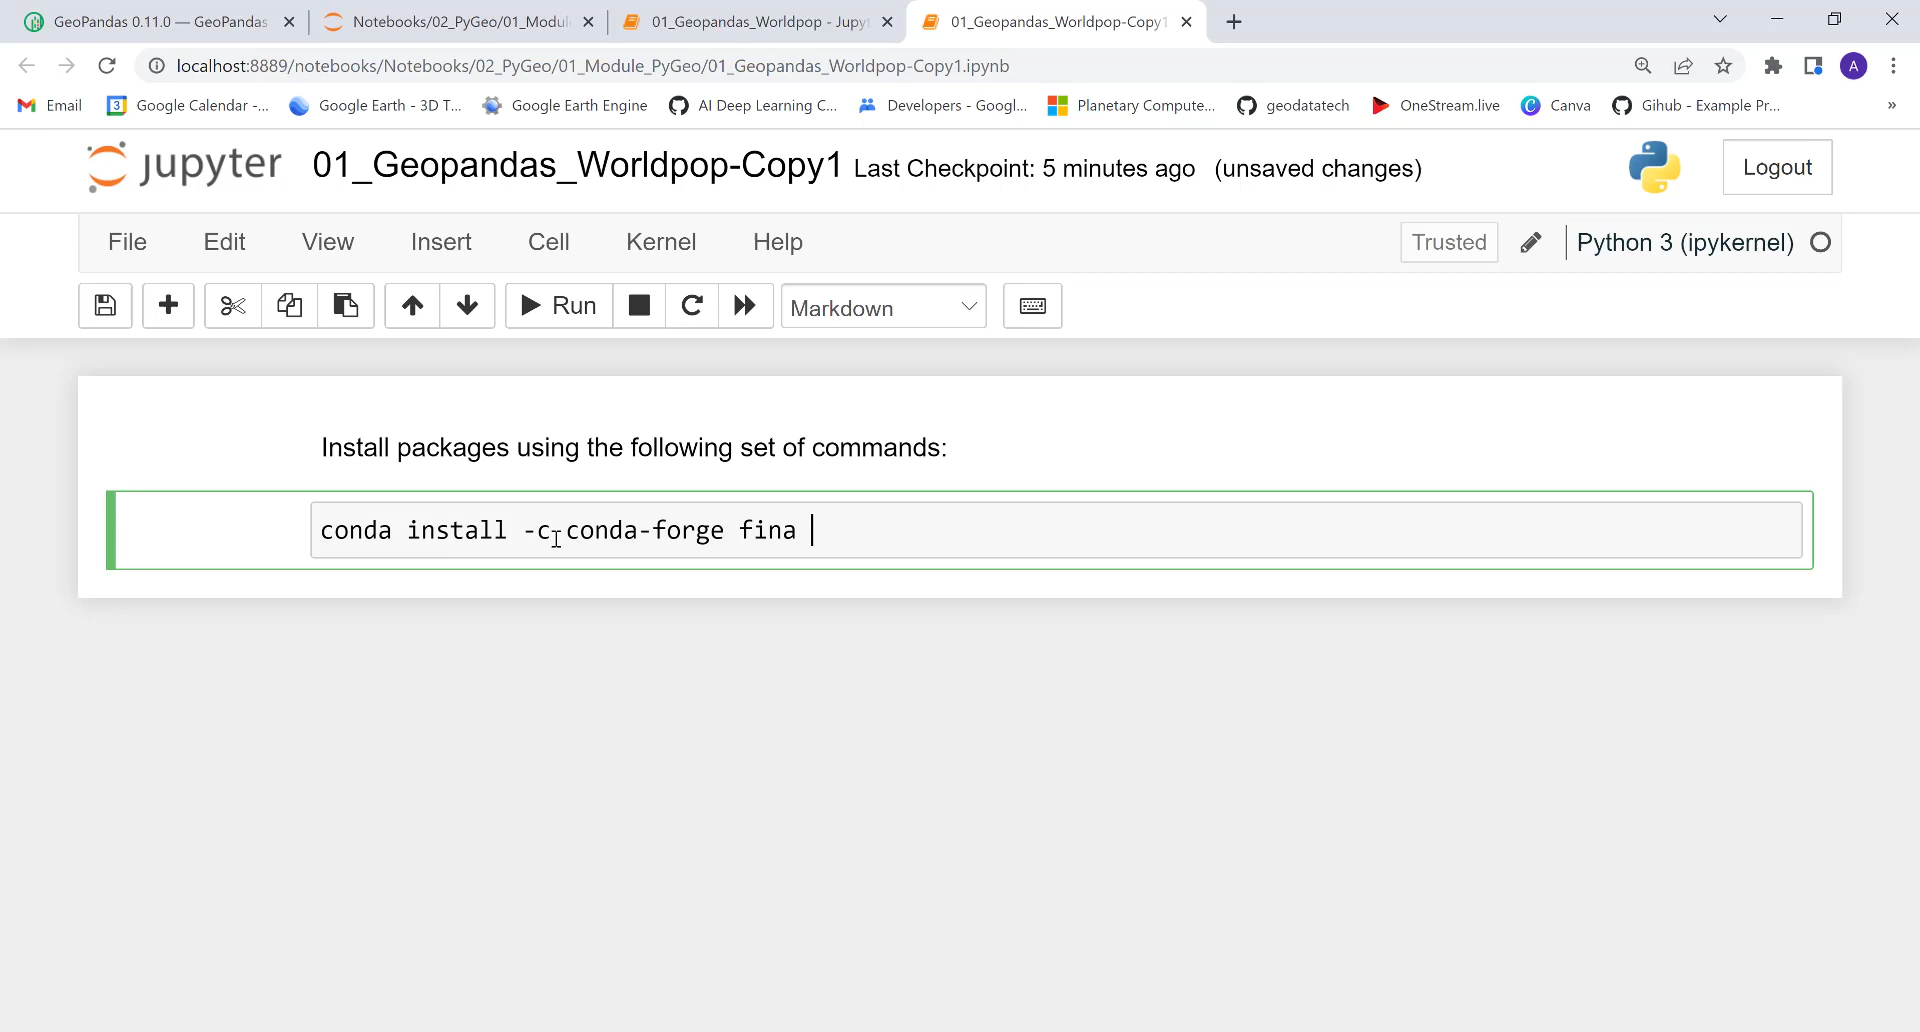 GeoPandas 0.11.0 — GeoPandas
Notebooks/02_PyGeo/01_Modul
01_Geopandas_Worldpop - Jupyt
01_Geopandas_Worldpop-Copy1
localhost:8889/notebooks/Notebooks/02_PyGeo/01_Module_PyGeo/01_Geopandas_Worldpop-Copy1.ipynb
A
Email
3 Google Calendar -...
Google Earth - 3D T...
Google Earth Engine
AI Deep Learning C...
Developers - Googl...
Planetary Compute...
geodatatech
OneStream.live
C Canva
Gihub - Example Pr...
»
jupyter 01_Geopandas_Worldpop-Copy1 Last Checkpoint: 5 minutes ago (unsaved changes)
Logout
File Edit View Insert Cell Kernel Help
Trusted
Python 3 (ipykernel)
Run
Markdown
Install packages using the following set of commands:
conda install -c conda-forge fina